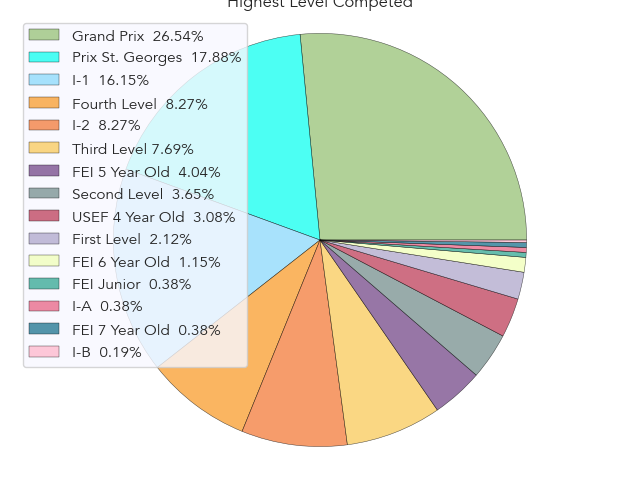 Highest Level Competed
Grand Prix 26.54%
Prix St. Georges 17.88%
I-1 16.15%
Fourth Level 8.27%
I-2 8.27%
Third Level 7.69%
FEI 5 Year Old 4.04%
Second Level 3.65%
USEF 4 Year Old 3.08%
First Level 2.12%
FEI 6 Year Old 1.15%
FEI Junior 0.38%
I-A 0.38%
FEI 7 Year Old 0.38%
I-B 0.19%